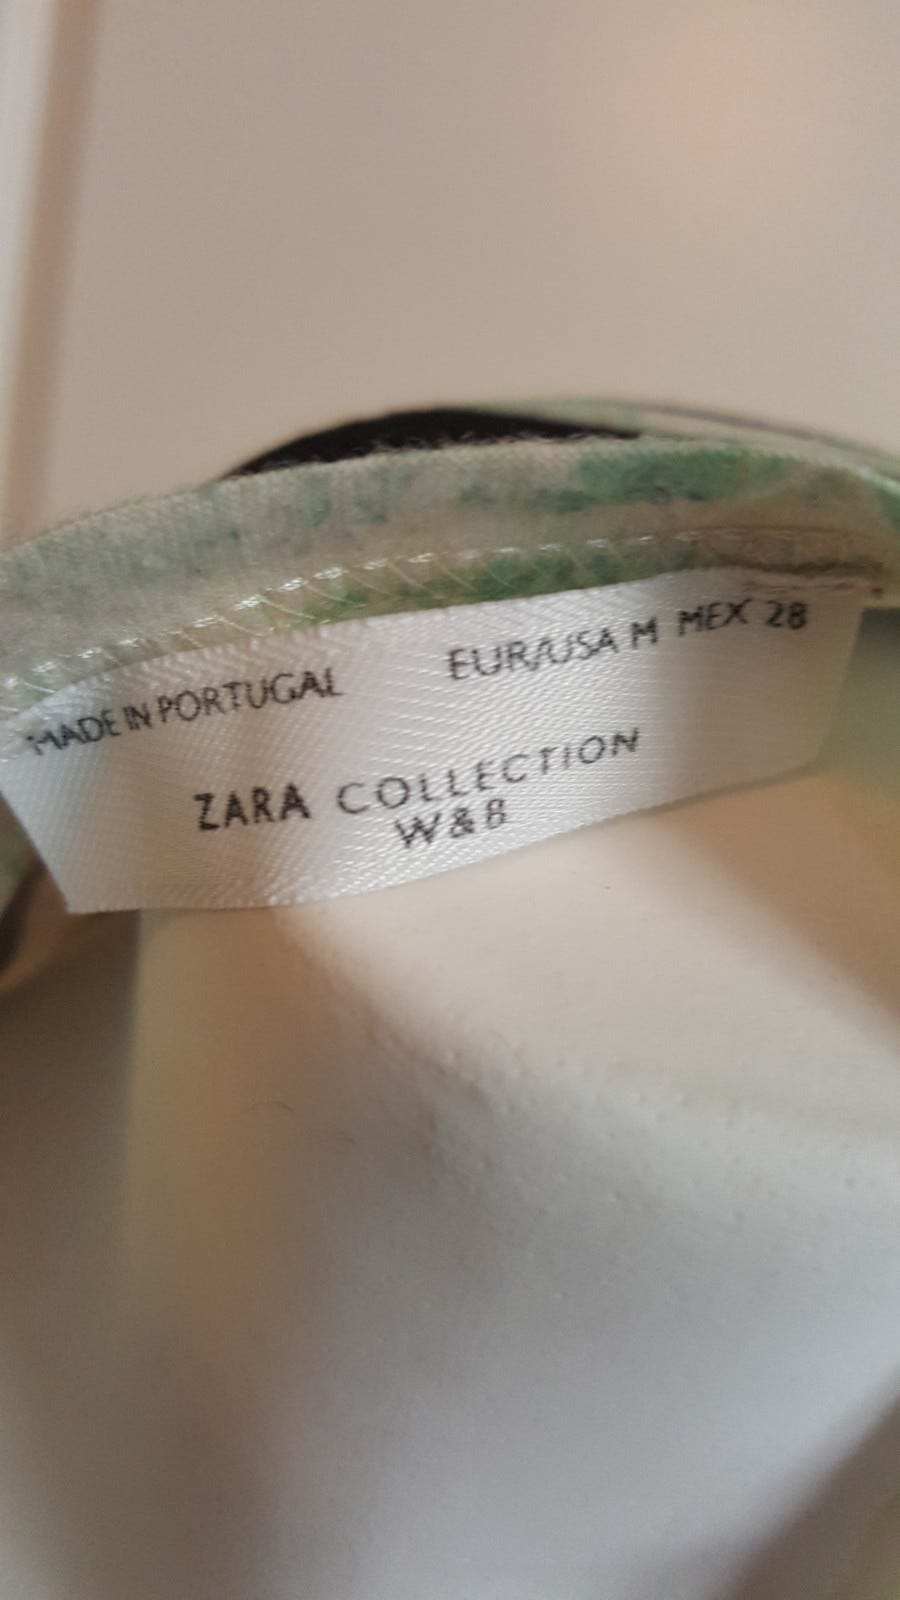 MADE IN PORTUGAL EUR/USA M MEX 28
ZARA COLLECTION
W&B